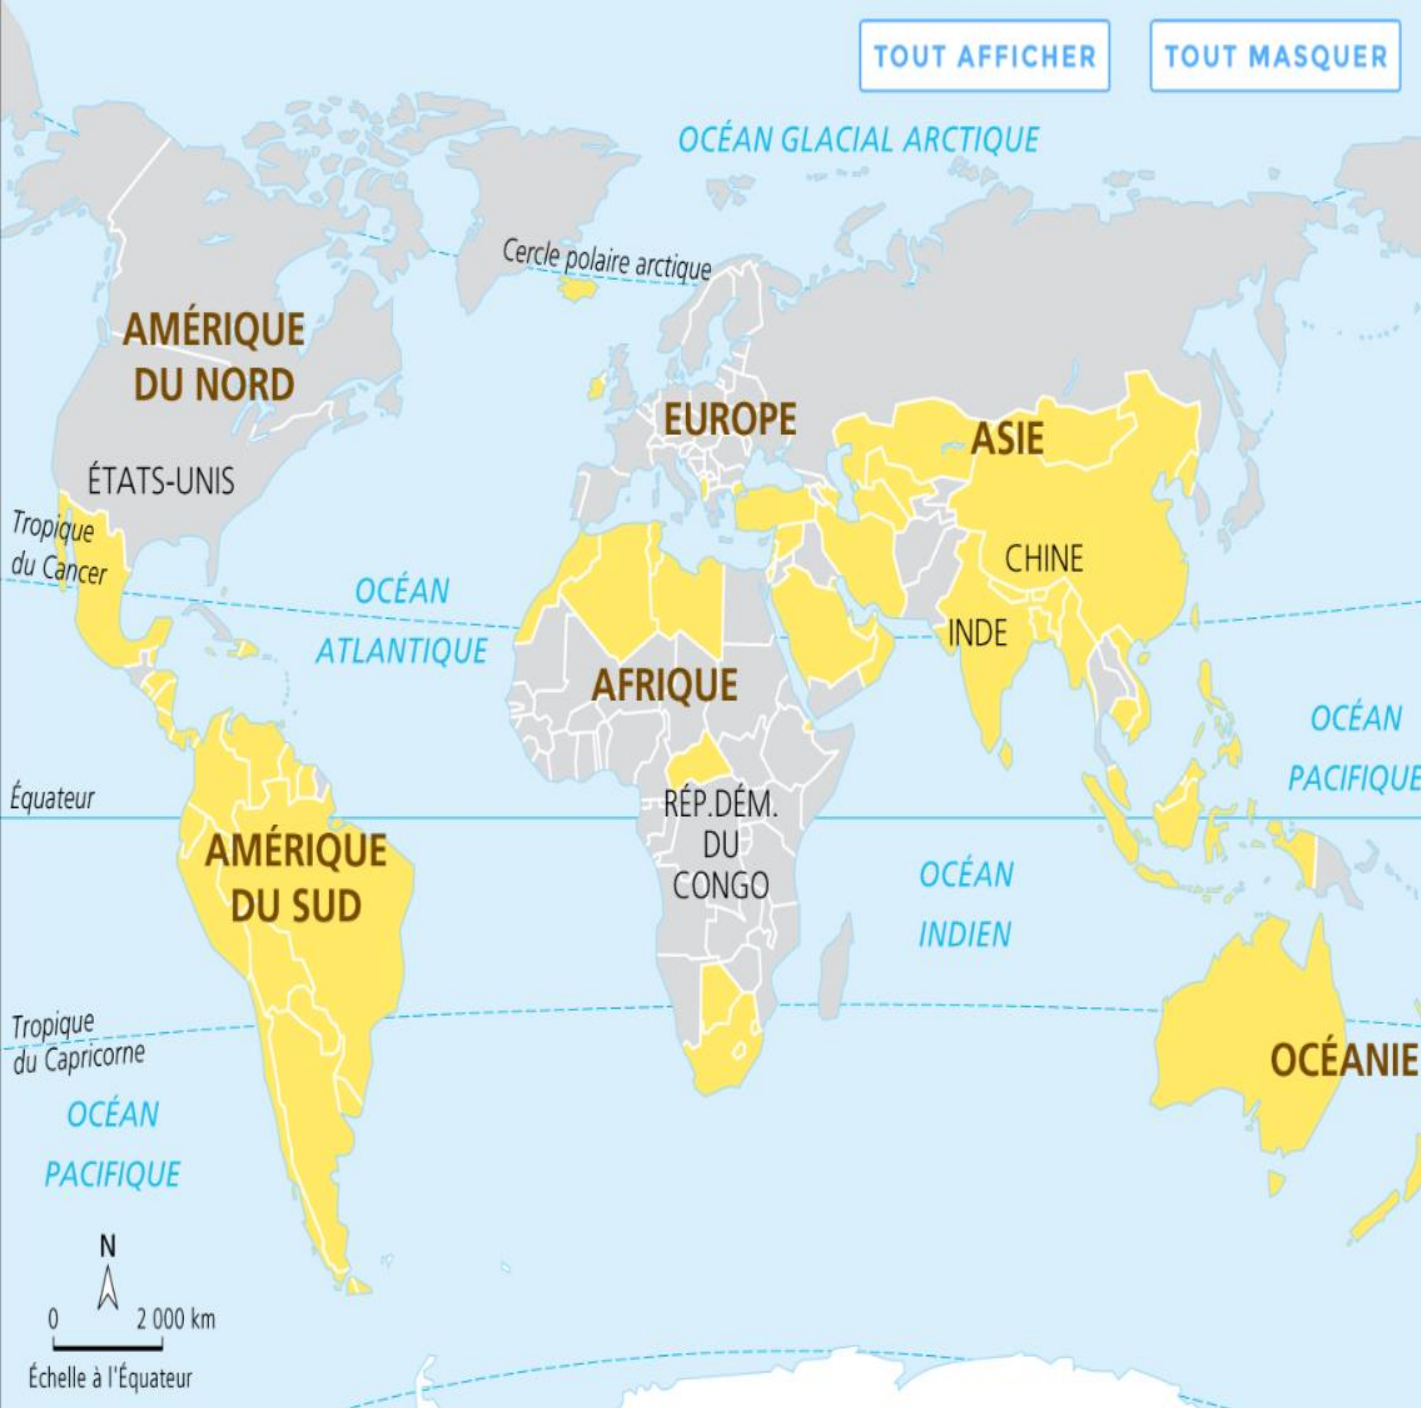 TOUT AFFICHER
TOUT MASQUER
OCÉAN GLACIAL ARCTIQUE
Cercle polaire arctique
AMÉRIQUE
DU NORD
EUROPE
ASIE
ÉTATS-UNIS
Tropique
du Cancer
CHINE
OCÉAN
ATLANTIQUE
INDE
AFRIQUE
OCÉAN
PACIFIQUE
Équateur
RÉP.DÉM.
DU
CONGO
AMÉRIQUE
DU SUD
OCÉAN
INDIEN
Tropique
du Capricorne
OCÉANIE
OCÉAN
PACIFIQUE
N
0 2 000 km
Échelle à l'Équateur